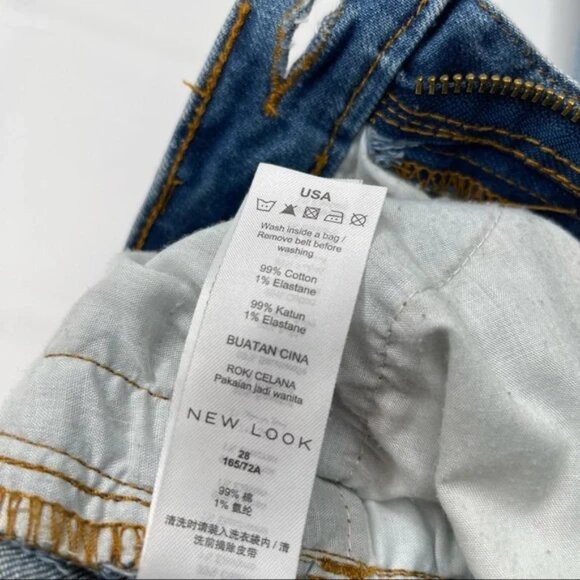 USA
Wash inside a bag /
Remove belt before
washing
99% Cotton
1% Elastane
99% Katun
1% Elastane
BUATAN CINA
ROK/ CELANA
Pakaian jadi wanita
NEW LOOK
28
165/72A
99% 棉
1% 氨纶
清洗时请装入洗衣袋内 / 清
洗前摘除皮带